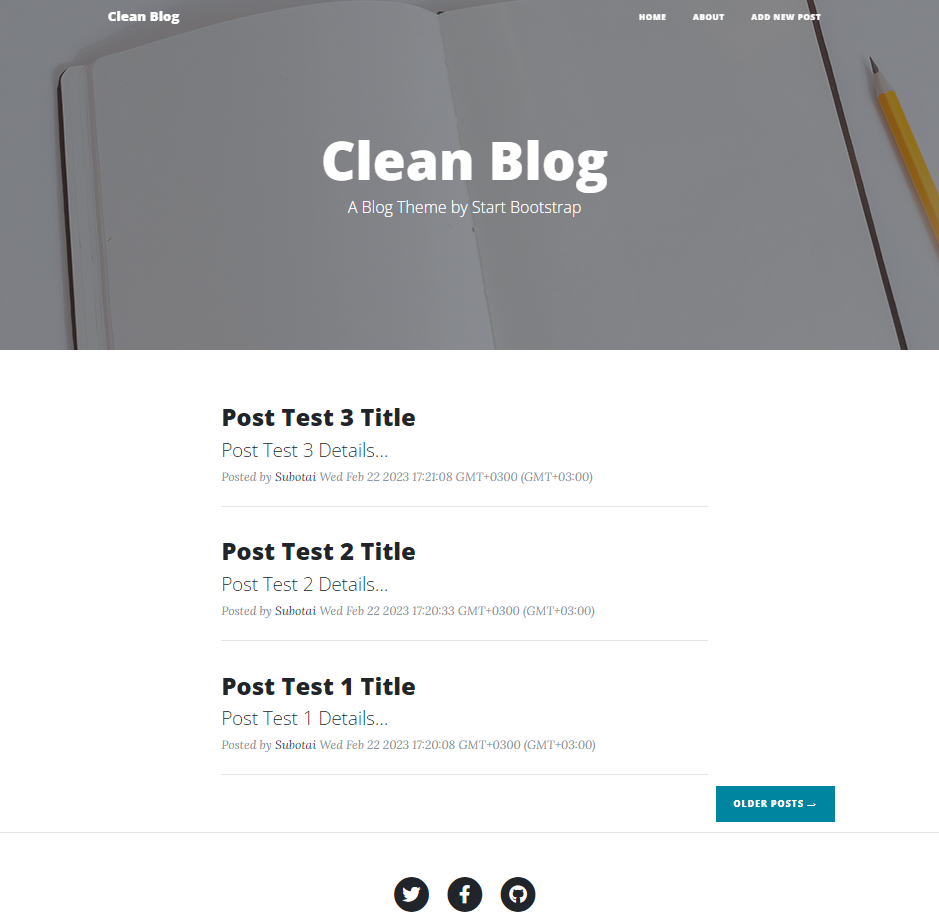 Clean Blog
HOME ABOUT ADD NEW POST
Clean Blog
A Blog Theme by Start Bootstrap
Post Test 3 Title
Post Test 3 Details...
Posted by Subotai Wed Feb 22 2023 17:21:08 GMT+0300 (GMT+03:00)
Post Test 2 Title
Post Test 2 Details...
Posted by Subotai Wed Feb 22 2023 17:20:33 GMT+0300 (GMT+03:00)
Post Test 1 Title
Post Test 1 Details...
Posted by Subotai Wed Feb 22 2023 17:20:08 GMT+0300 (GMT+03:00)
OLDER POSTS →